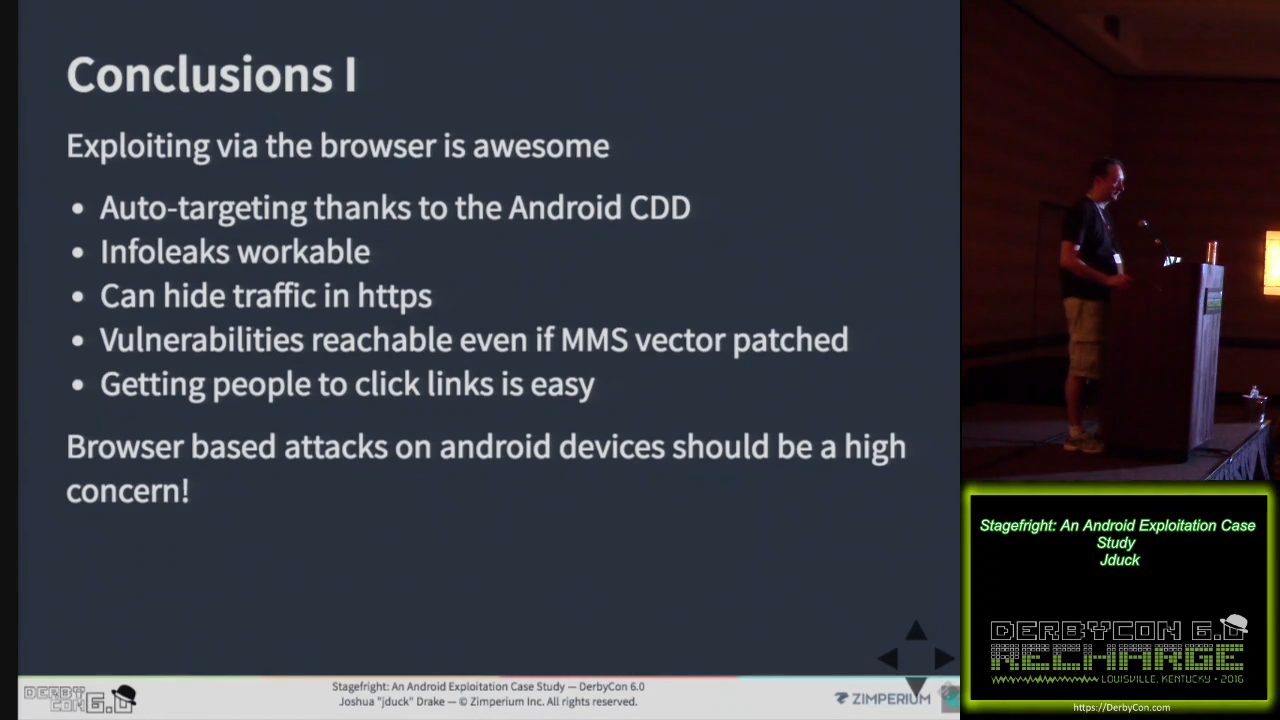 Conclusions I
Exploiting via the browser is awesome
• Auto-targeting thanks to the Android CDD
• Infoleaks workable
• Can hide traffic in https
• Vulnerabilities reachable even if MMS vector patched
• Getting people to click links is easy
Browser based attacks on android devices should be a high
concern!
DERBY
CON 6.0
Stagefright: An Android Exploitation Case Study — DerbyCon 6.0
Joshua "jduck" Drake — © Zimperium Inc. All rights reserved.
ZIMPERIUM
Stagefright: An Android Exploitation Case
Study
Jduck
DERBYCON 6.0
RECHARGE
LOUISVILLE, KENTUCKY • 2016
https://DerbyCon.com